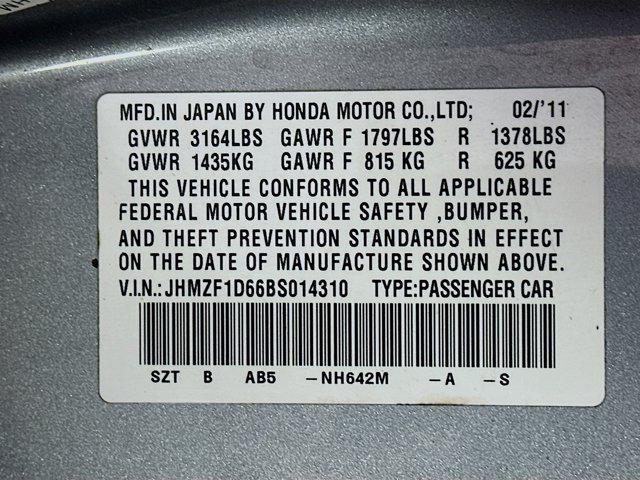 MFD.IN JAPAN BY HONDA MOTOR CO.,LTD; 02/'11
GVWR 3164LBS GAWR F 1797LBS R 1378LBS
GVWR 1435KG GAWR F 815 KG R 625 KG
THIS VEHICLE CONFORMS TO ALL APPLICABLE
FEDERAL MOTOR VEHICLE SAFETY ,BUMPER,
AND THEFT PREVENTION STANDARDS IN EFFECT
ON THE DATE OF MANUFACTURE SHOWN ABOVE.
V.I.N.: JHMZF1D66BS014310 TYPE:PASSENGER CAR
SZT B AB5 -NH642M -A -S